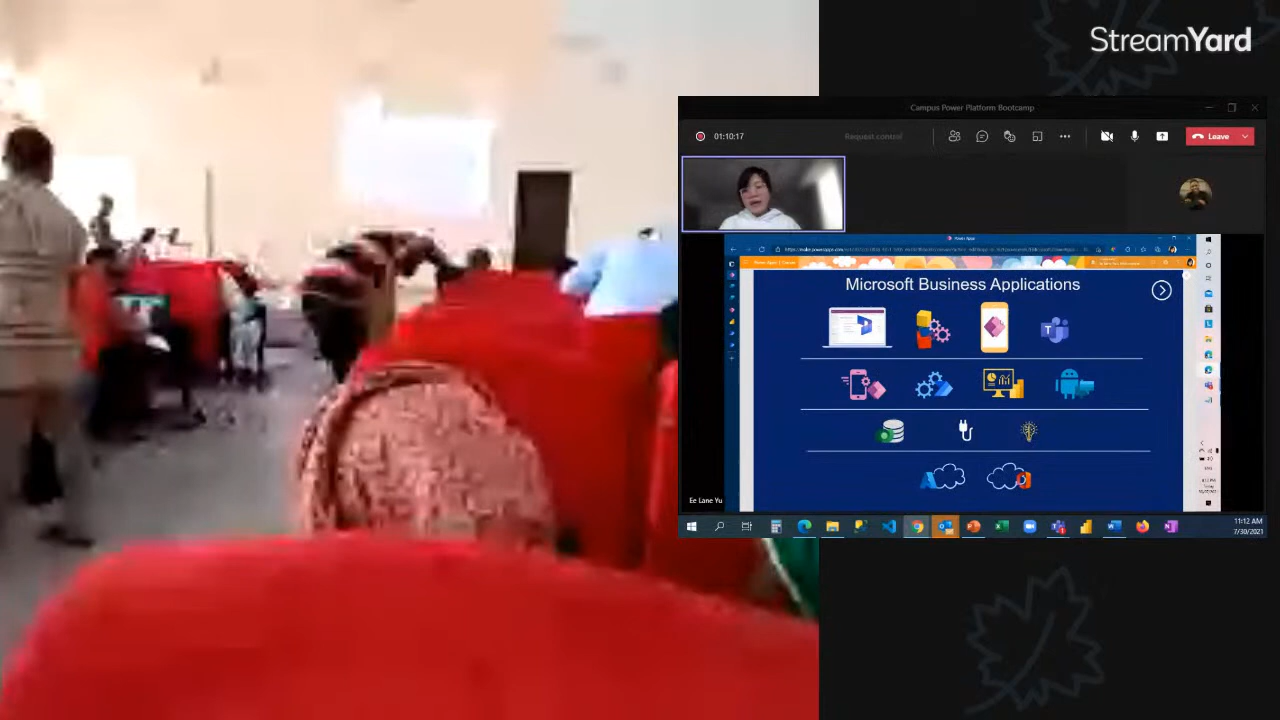 StreamYard
Campus Power Platform Bootcamp
01:10:17
Request control
Leave
Microsoft Business Applications
Ee Lane Yu
11:12 AM
7/30/2021